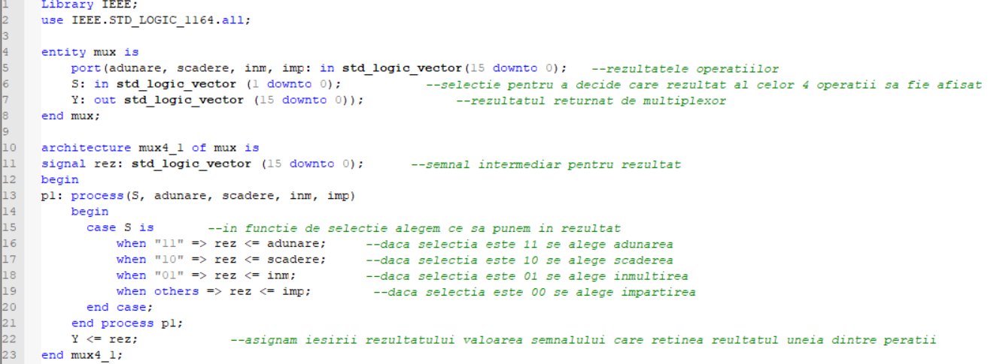 1 Library IEEE;
2 use IEEE.STD_LOGIC_1164.all;
3
4 entity mux is
5 port(adunare, scadere, inm, imp: in std_logic_vector(15 downto 0); --rezultatele operatiilor
6 S: in std_logic_vector (1 downto 0); --selectie pentru a decide care rezultat al celor 4 operatii sa fie afisat
7 Y: out std_logic_vector (15 downto 0)); --rezultatul returnat de multiplexor
8 end mux;
9
10 architecture mux4_1 of mux is
11 signal rez: std_logic_vector (15 downto 0); --semnal intermediar pentru rezultat
12 begin
13 p1: process(S, adunare, scadere, inm, imp)
14 begin
15 case S is --in functie de selectie alegem ce sa punem in rezultat
16 when "11" => rez <= adunare; --daca selectia este 11 se alege adunarea
17 when "10" => rez <= scadere; --daca selectia este 10 se alege scaderea
18 when "01" => rez <= inm; --daca selectia este 01 se alege inmultirea
19 when others => rez <= imp; --daca selectia este 00 se alege impartirea
20 end case;
21 end process p1;
22 Y <= rez; --asignam iesirii rezultatului valoarea semnalului care retinea reultatul uneia dintre peratii
23 end mux4_1;